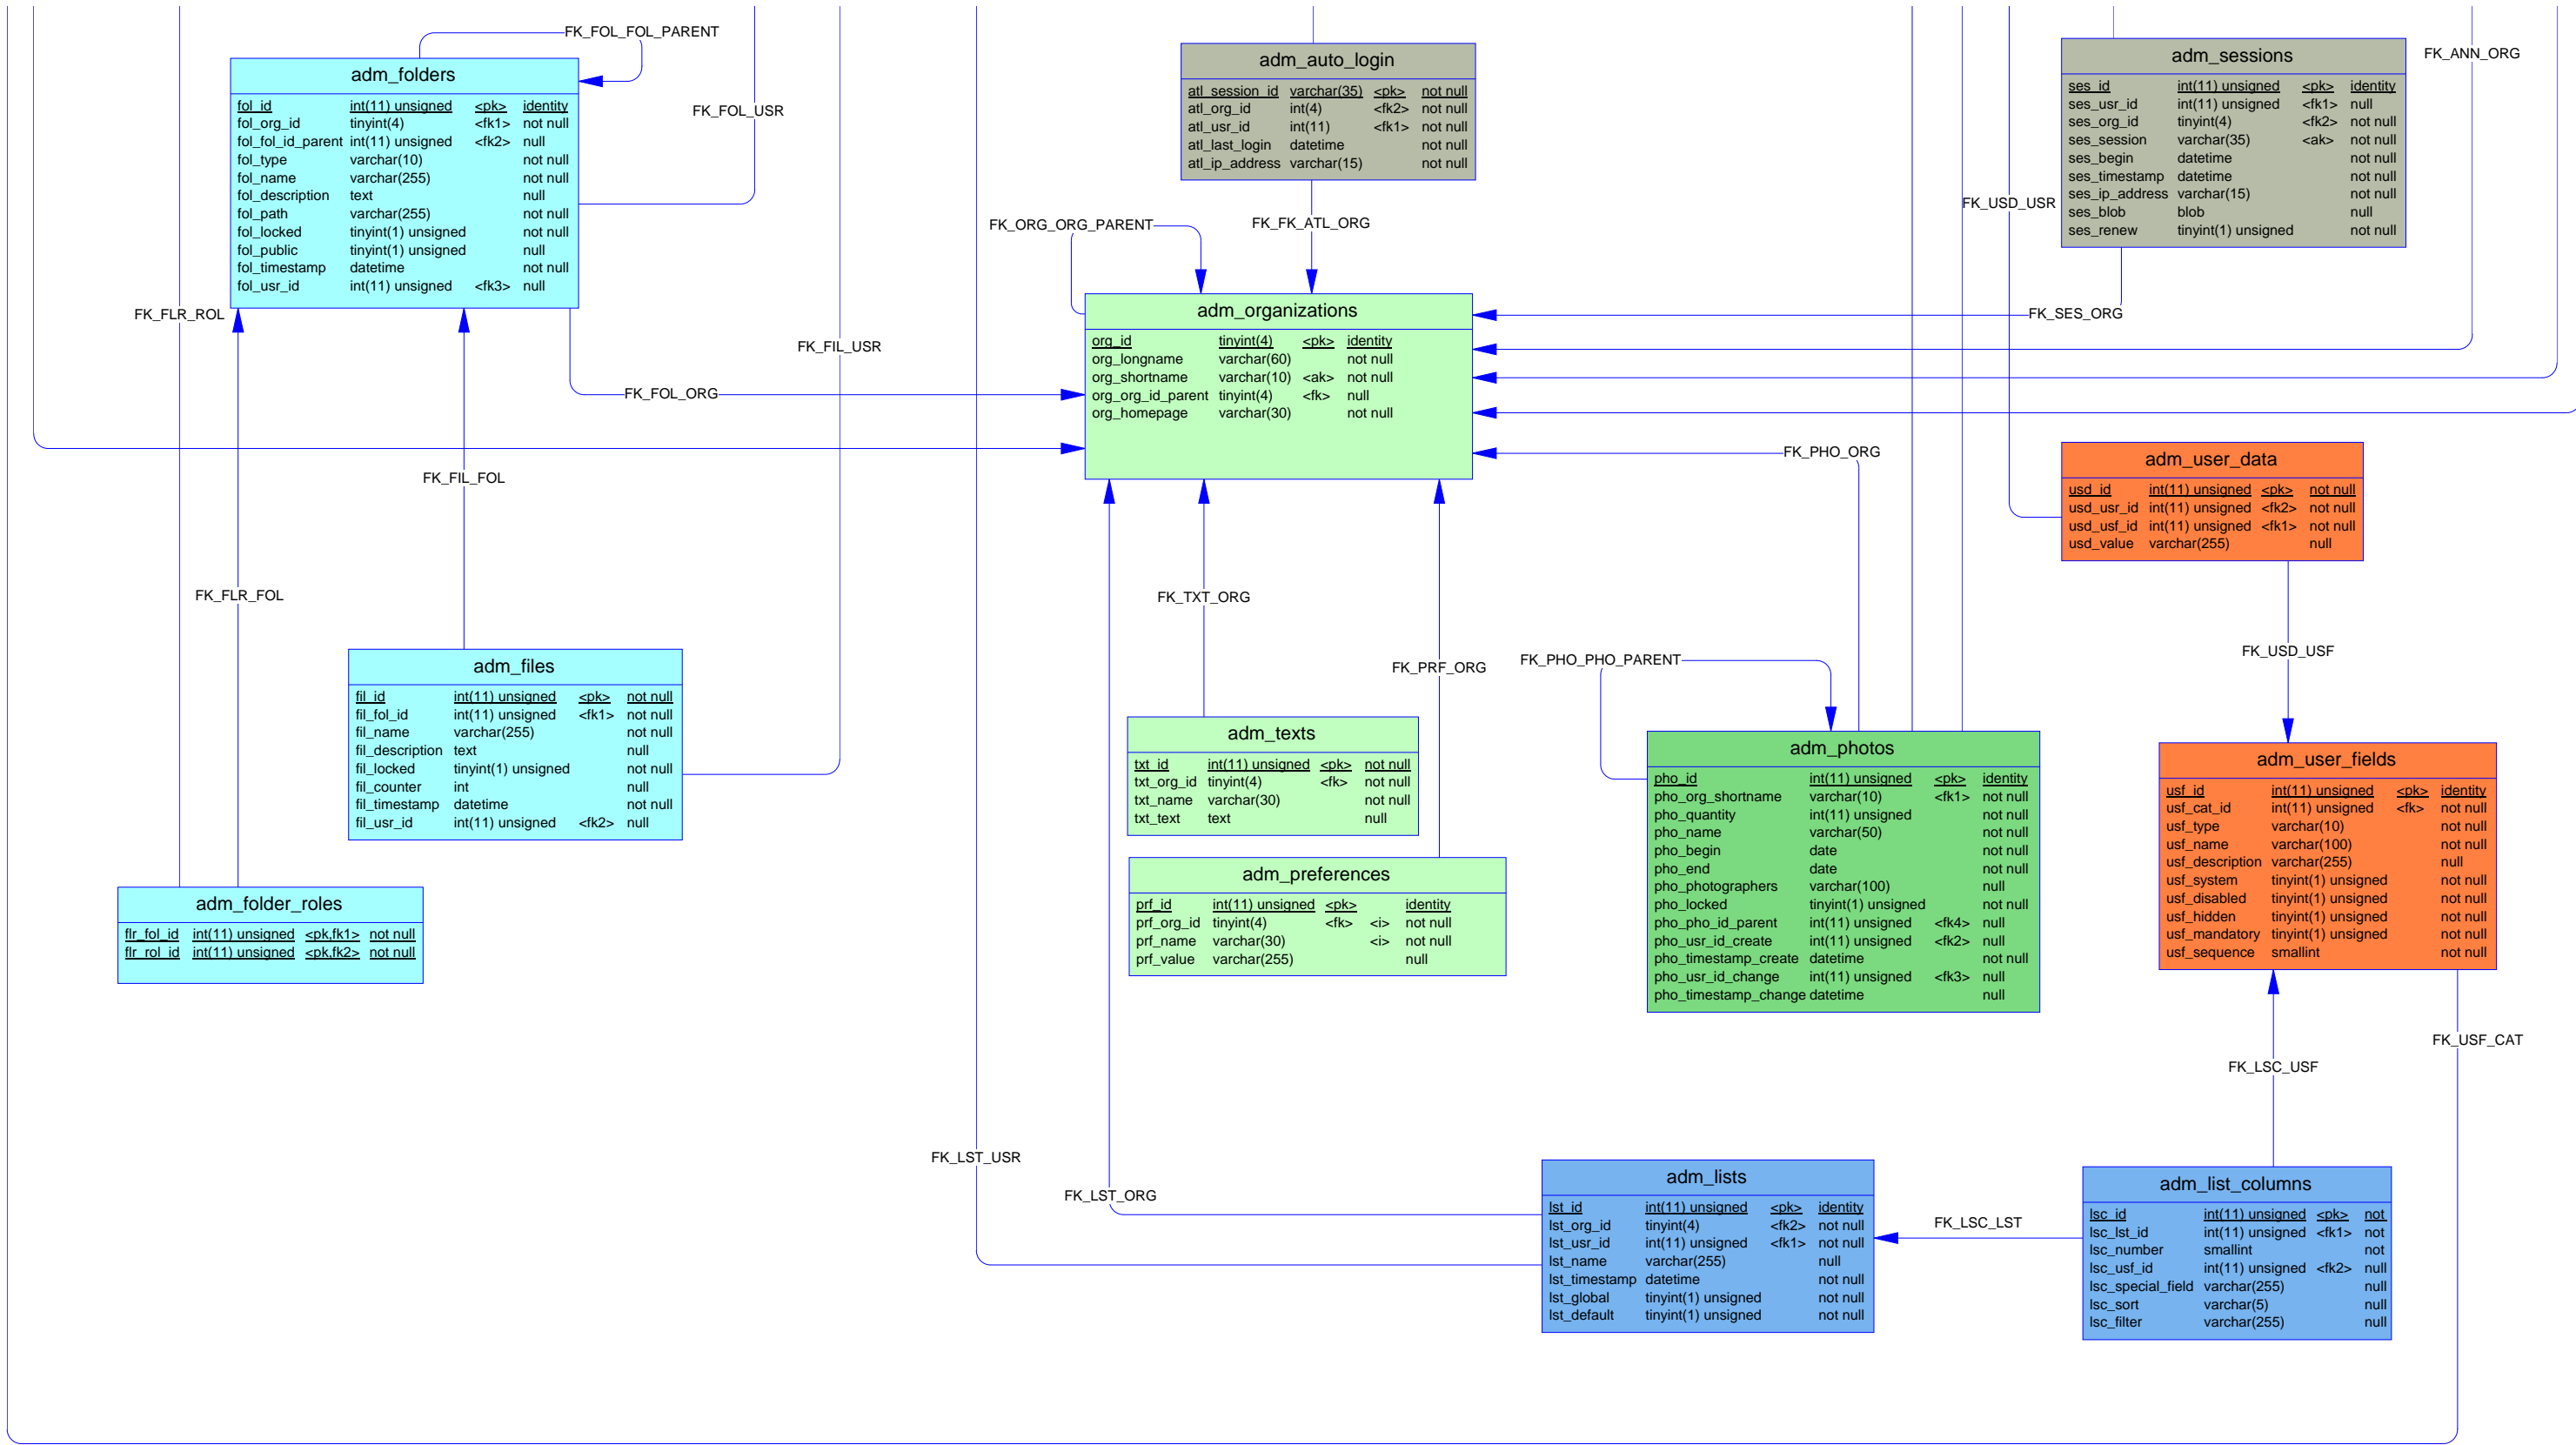 FK_FOL_FOL_PARENT
adm_folders
fol_id int(11) unsigned <pk> identity
fol_org_id tinyint(4) <fk1> not null
fol_fol_id_parent int(11) unsigned <fk2> null
fol_type varchar(10) not null
fol_name varchar(255) not null
fol_description text null
fol_path varchar(255) not null
fol_locked tinyint(1) unsigned not null
fol_public tinyint(1) unsigned null
fol_timestamp datetime not null
fol_usr_id int(11) unsigned <fk3> null
FK_FOL_USR
adm_auto_login
atl_session_id varchar(35) <pk> not null
atl_org_id int(4) <fk2> not null
atl_usr_id int(11) <fk1> not null
atl_last_login datetime not null
atl_ip_address varchar(15) not null
adm_sessions
ses_id int(11) unsigned <pk> identity
ses_usr_id int(11) unsigned <fk1> null
ses_org_id tinyint(4) <fk2> not null
ses_session varchar(35) <ak> not null
ses_begin datetime not null
ses_timestamp datetime not null
ses_ip_address varchar(15) not null
ses_blob blob null
ses_renew tinyint(1) unsigned not null
FK_ANN_ORG
FK_USD_USR
FK_ORG_ORG_PARENT
FK_FK_ATL_ORG
FK_FLR_ROL
FK_FIL_USR
FK_SES_ORG
adm_organizations
org_id tinyint(4) <pk> identity
org_longname varchar(60) not null
org_shortname varchar(10) <ak> not null
org_org_id_parent tinyint(4) <fk> null
org_homepage varchar(30) not null
FK_FOL_ORG
FK_PHO_ORG
FK_FIL_FOL
adm_user_data
usd_id int(11) unsigned <pk> not null
usd_usr_id int(11) unsigned <fk2> not null
usd_usf_id int(11) unsigned <fk1> not null
usd_value varchar(255) null
FK_FLR_FOL
FK_TXT_ORG
FK_USD_USF
FK_PRF_ORG
FK_PHO_PHO_PARENT
adm_files
fil_id int(11) unsigned <pk> not null
fil_fol_id int(11) unsigned <fk1> not null
fil_name varchar(255) not null
fil_description text null
fil_locked tinyint(1) unsigned not null
fil_counter int null
fil_timestamp datetime not null
fil_usr_id int(11) unsigned <fk2> null
adm_texts
txt_id int(11) unsigned <pk> not null
txt_org_id tinyint(4) <fk> not null
txt_name varchar(30) not null
txt_text text null
adm_photos
pho_id int(11) unsigned <pk> identity
pho_org_shortname varchar(10) <fk1> not null
pho_quantity int(11) unsigned not null
pho_name varchar(50) not null
pho_begin date not null
pho_end date not null
pho_photographers varchar(100) null
pho_locked tinyint(1) unsigned not null
pho_pho_id_parent int(11) unsigned <fk4> null
pho_usr_id_create int(11) unsigned <fk2> null
pho_timestamp_create datetime not null
pho_usr_id_change int(11) unsigned <fk3> null
pho_timestamp_change datetime null
adm_user_fields
usf_id int(11) unsigned <pk> identity
usf_cat_id int(11) unsigned <fk> not null
usf_type varchar(10) not null
usf_name varchar(100) not null
usf_description varchar(255) null
usf_system tinyint(1) unsigned not null
usf_disabled tinyint(1) unsigned not null
usf_hidden tinyint(1) unsigned not null
usf_mandatory tinyint(1) unsigned not null
usf_sequence smallint not null
adm_preferences
prf_id int(11) unsigned <pk> identity
prf_org_id tinyint(4) <fk> <i> not null
prf_name varchar(30) <i> not null
prf_value varchar(255) null
adm_folder_roles
flr_fol_id int(11) unsigned <pk,fk1> not null
flr_rol_id int(11) unsigned <pk,fk2> not null
FK_USF_CAT
FK_LSC_USF
FK_LST_USR
FK_LST_ORG
adm_lists
lst_id int(11) unsigned <pk> identity
lst_org_id tinyint(4) <fk2> not null
lst_usr_id int(11) unsigned <fk1> not null
lst_name varchar(255) null
lst_timestamp datetime not null
lst_global tinyint(1) unsigned not null
lst_default tinyint(1) unsigned not null
FK_LSC_LST
adm_list_columns
lsc_id int(11) unsigned <pk> not
lsc_lst_id int(11) unsigned <fk1> not
lsc_number smallint not
lsc_usf_id int(11) unsigned <fk2> null
lsc_special_field varchar(255) null
lsc_sort varchar(5) null
lsc_filter varchar(255) null